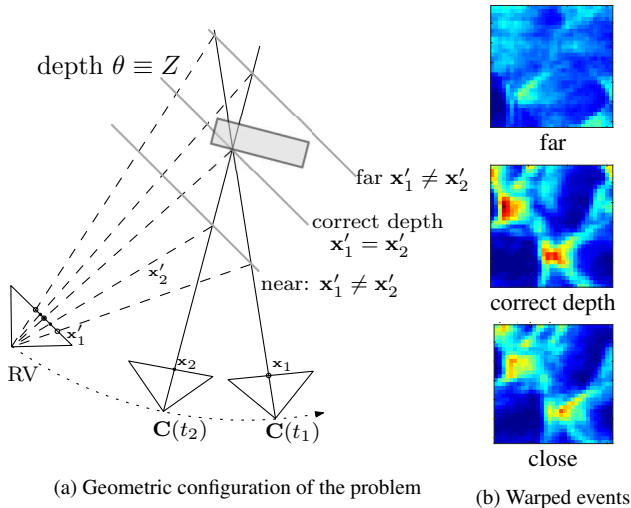 depth θ ≡ Z
far x′₁ ≠ x′₂
correct depth
x′₁ = x′₂
near: x′₁ ≠ x′₂
x′₂
x′₁
RV
x₂
x₁
C(t₂)
C(t₁)
(a) Geometric configuration of the problem
far
correct depth
close
(b) Warped events